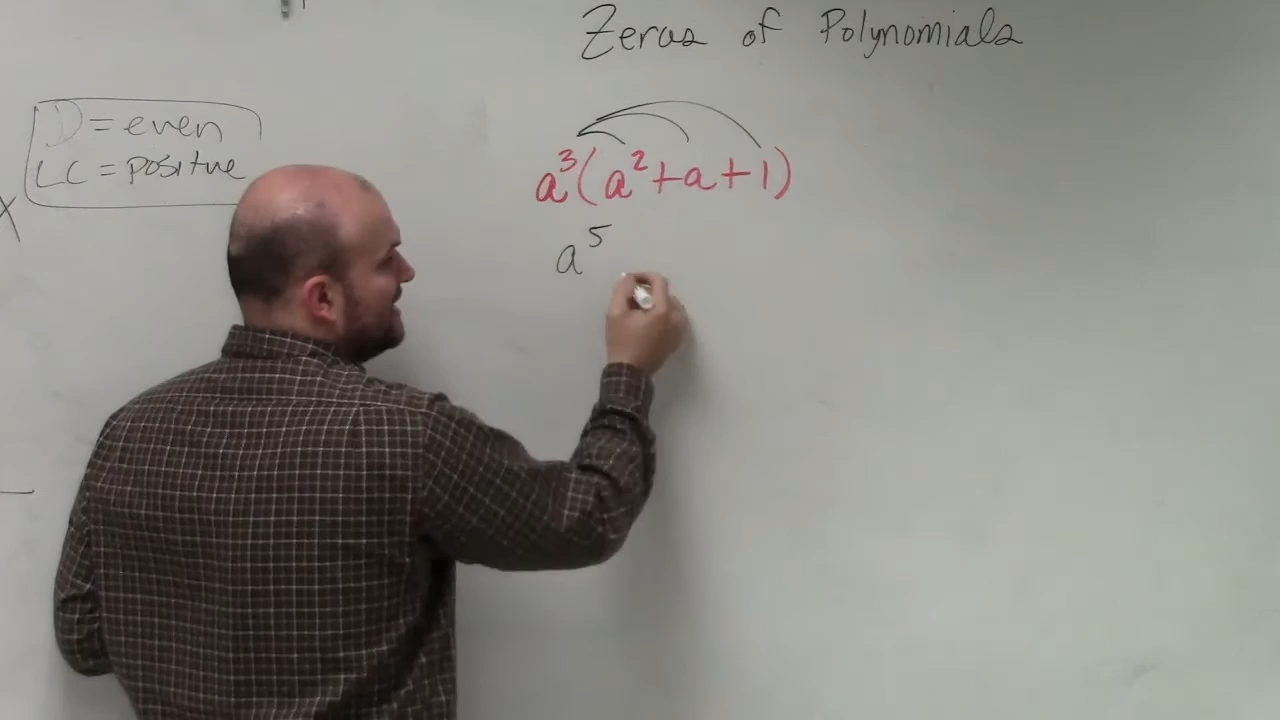 Zeros of Polynomials
D = even
LC = positive
a³(a²+a+1)
a⁵
x